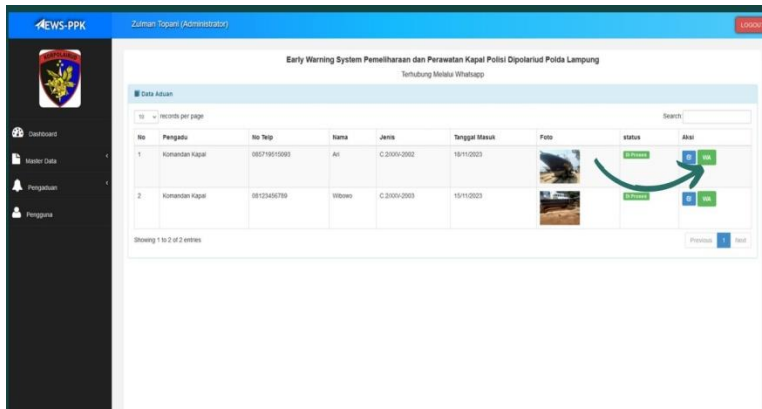 EWS-PPK
Zulman Topani (Administrator)
LOGOUT
Early Warning System Pemeliharaan dan Perawatan Kapal Polisi Dipolariud Polda Lampung
Terhubung Melalui Whatsapp
Data Aduan
10 records per page
Search:
Dashboard
Master Data
Pengaduan
Pengguna
No Pengadu No Telp Nama Jenis Tanggal Masuk Foto status Aksi
1 Komandan Kapal 085719515093 Ari C.2/XXV-2002 Di Proses WA
2 Komandan Kapal 08123456789 Wibowo C.2/XXV-2003 15/11/2023 Di Proses WA
Showing 1 to 2 of 2 entries
Previous 1 Next